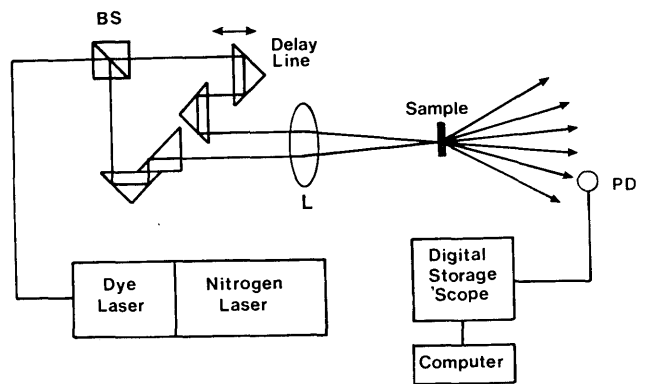 BS
Delay
Line
Sample
L
PD
Dye
Laser
Nitrogen
Laser
Digital
Storage
'Scope
Computer